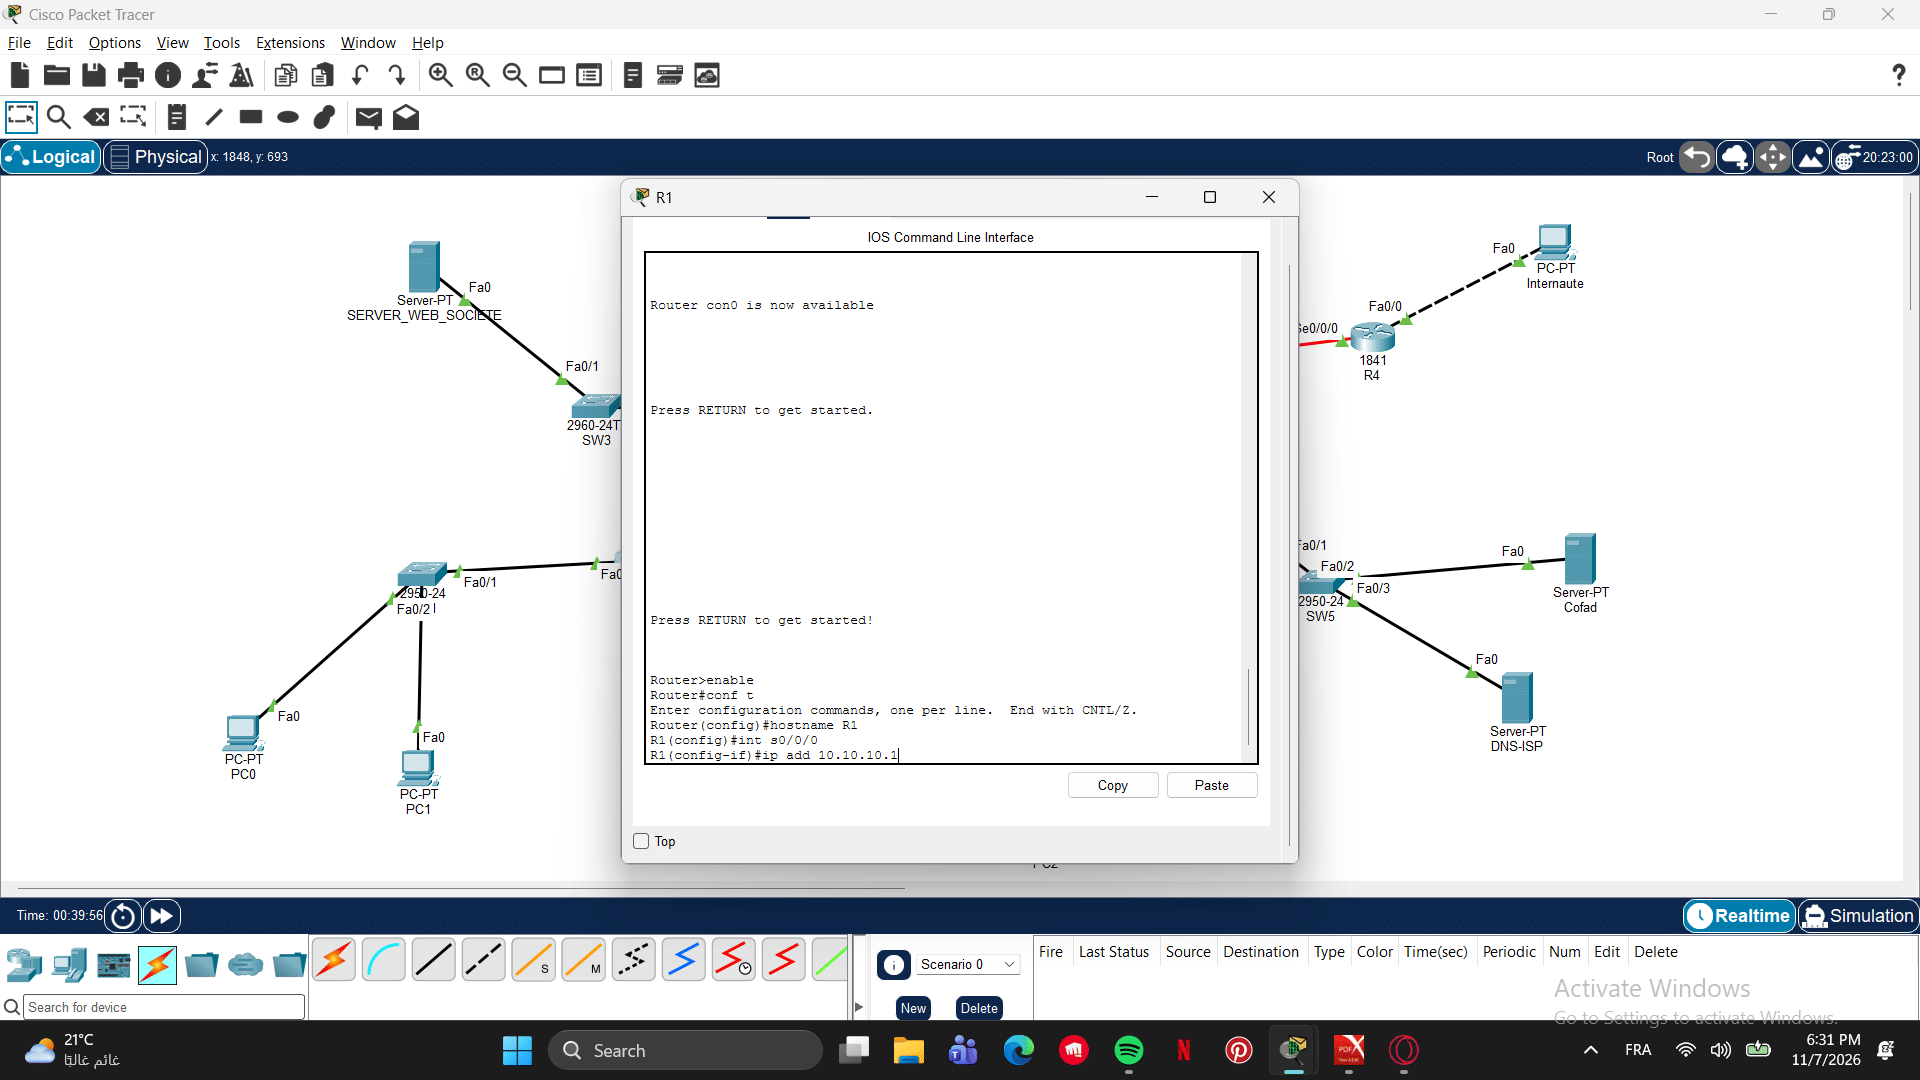 Cisco Packet Tracer
File Edit Options View Tools Extensions Window Help
Logical Physical x: 1848, y: 693
Root 20:23:00
R1
IOS Command Line Interface
Router con0 is now available
Press RETURN to get started.
Press RETURN to get started!
Router>enable
Router#conf t
Enter configuration commands, one per line.  End with CNTL/Z.
Router(config)#hostname R1
R1(config)#int s0/0/0
R1(config-if)#ip add 10.10.10.1
Copy Paste
Top
Fa0
Server-PT
SERVER_WEB_SOCIETE
Fa0/1
2960-24T
SW3
Fa0/1
Fa0
2950-24
Fa0/2
Fa0
PC-PT
PC0
Fa0
PC-PT
PC1
Fa0
PC-PT
Internaute
Fa0/0
Se0/0/0
1841
R4
Fa0/1
Fa0/2
Fa0/3
2950-24
SW5
Fa0
Server-PT
Cofad
Fa0
Server-PT
DNS-ISP
PC2
Time: 00:39:56
Realtime Simulation
S M
Search for device
Scenario 0
New Delete
Fire Last Status Source Destination Type Color Time(sec) Periodic Num Edit Delete
Activate Windows
Go to Settings to activate Windows.
21°C
غائم غالبًا
Search
FRA
6:31 PM
11/7/2026